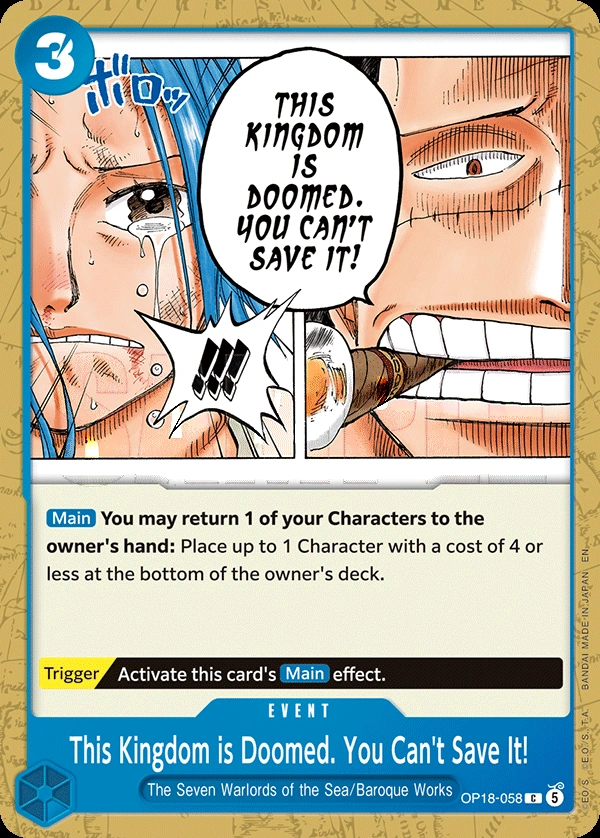 3
ボロッ
THIS
KINGDOM
IS
DOOMED.
YOU CAN'T
SAVE IT!
!!!
Main You may return 1 of your Characters to the
owner's hand: Place up to 1 Character with a cost of 4 or
less at the bottom of the owner's deck.
Trigger Activate this card's Main effect.
EVENT
This Kingdom is Doomed. You Can't Save It!
The Seven Warlords of the Sea/Baroque Works
OP18-058 C 5
©E.O.S., ©E.O.S., T.A. BANDAI MADE IN JAPAN EN